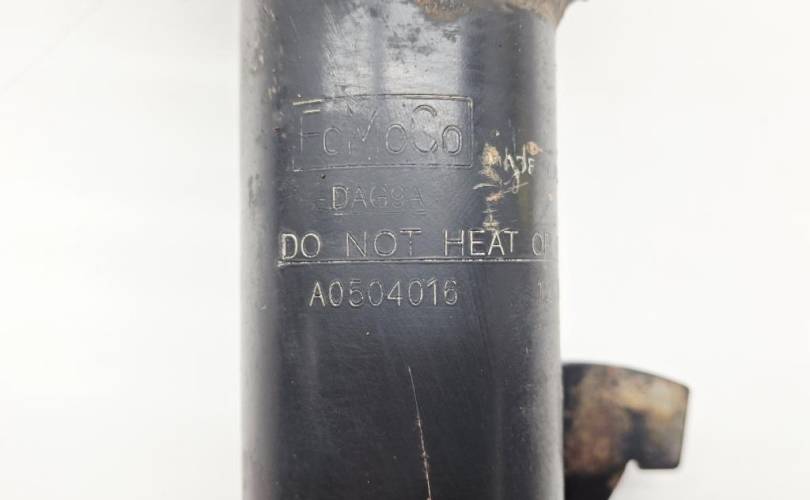 FoMoCo
DAG9A
DO NOT HEAT OR
A0504016